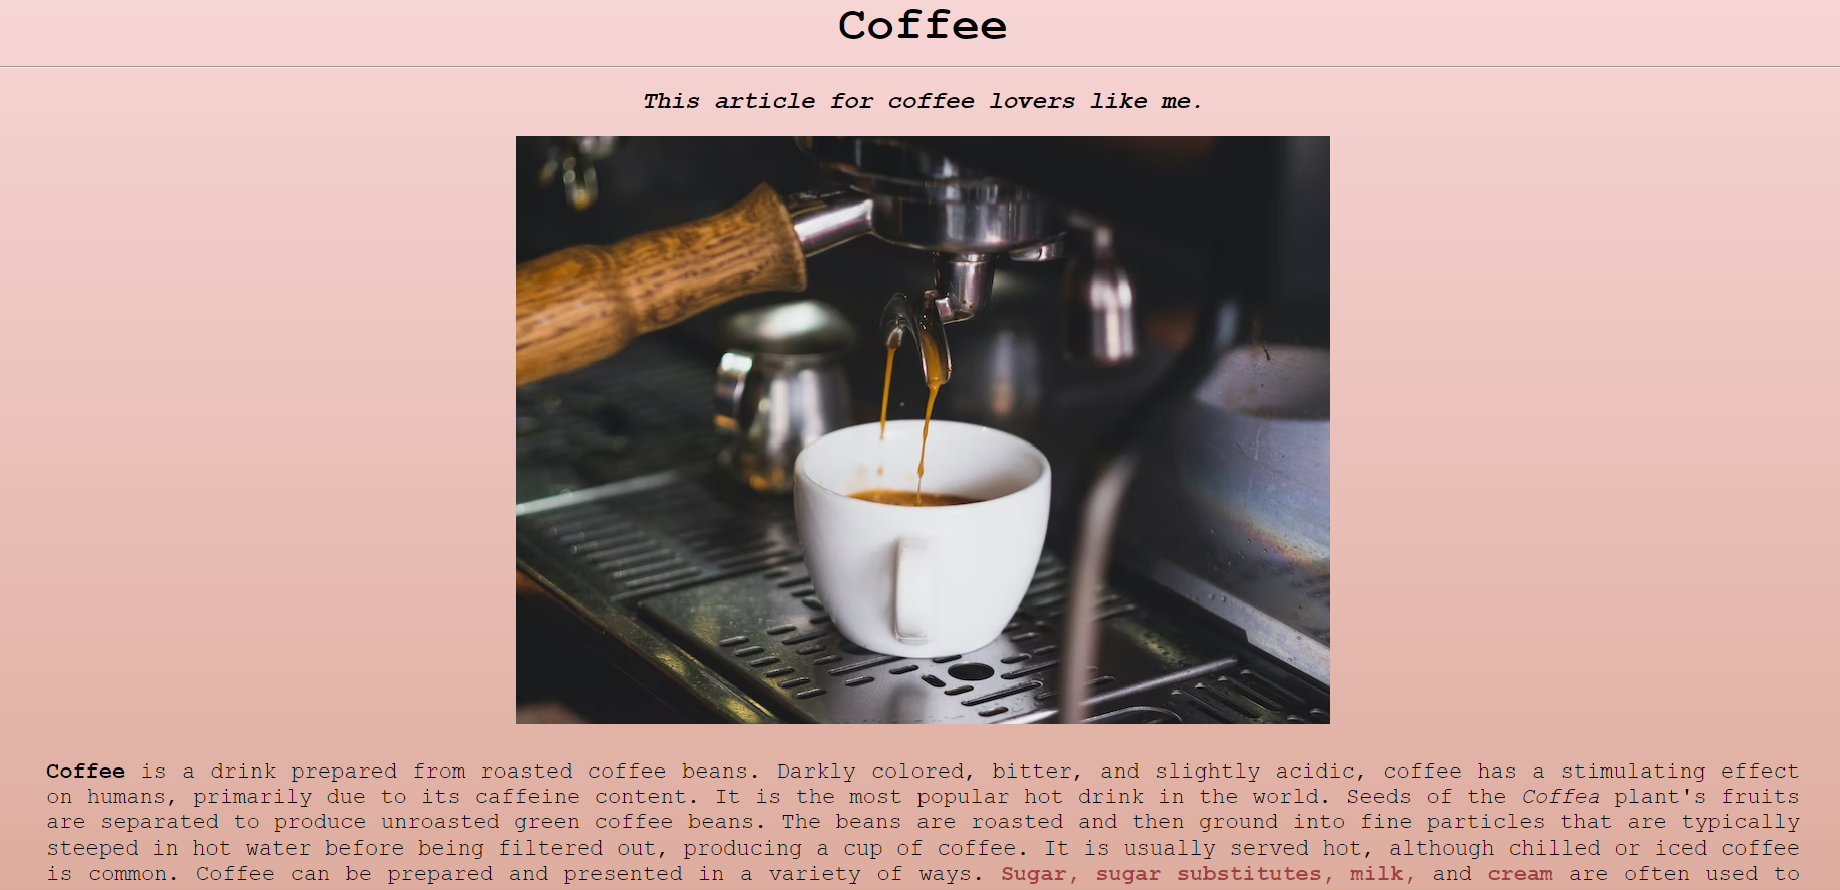 Coffee
This article for coffee lovers like me.
Coffee is a drink prepared from roasted coffee beans. Darkly colored, bitter, and slightly acidic, coffee has a stimulating effect
on humans, primarily due to its caffeine content. It is the most popular hot drink in the world. Seeds of the Coffea plant's fruits
are separated to produce unroasted green coffee beans. The beans are roasted and then ground into fine particles that are typically
steeped in hot water before being filtered out, producing a cup of coffee. It is usually served hot, although chilled or iced coffee
is common. Coffee can be prepared and presented in a variety of ways. Sugar, sugar substitutes, milk, and cream are often used to